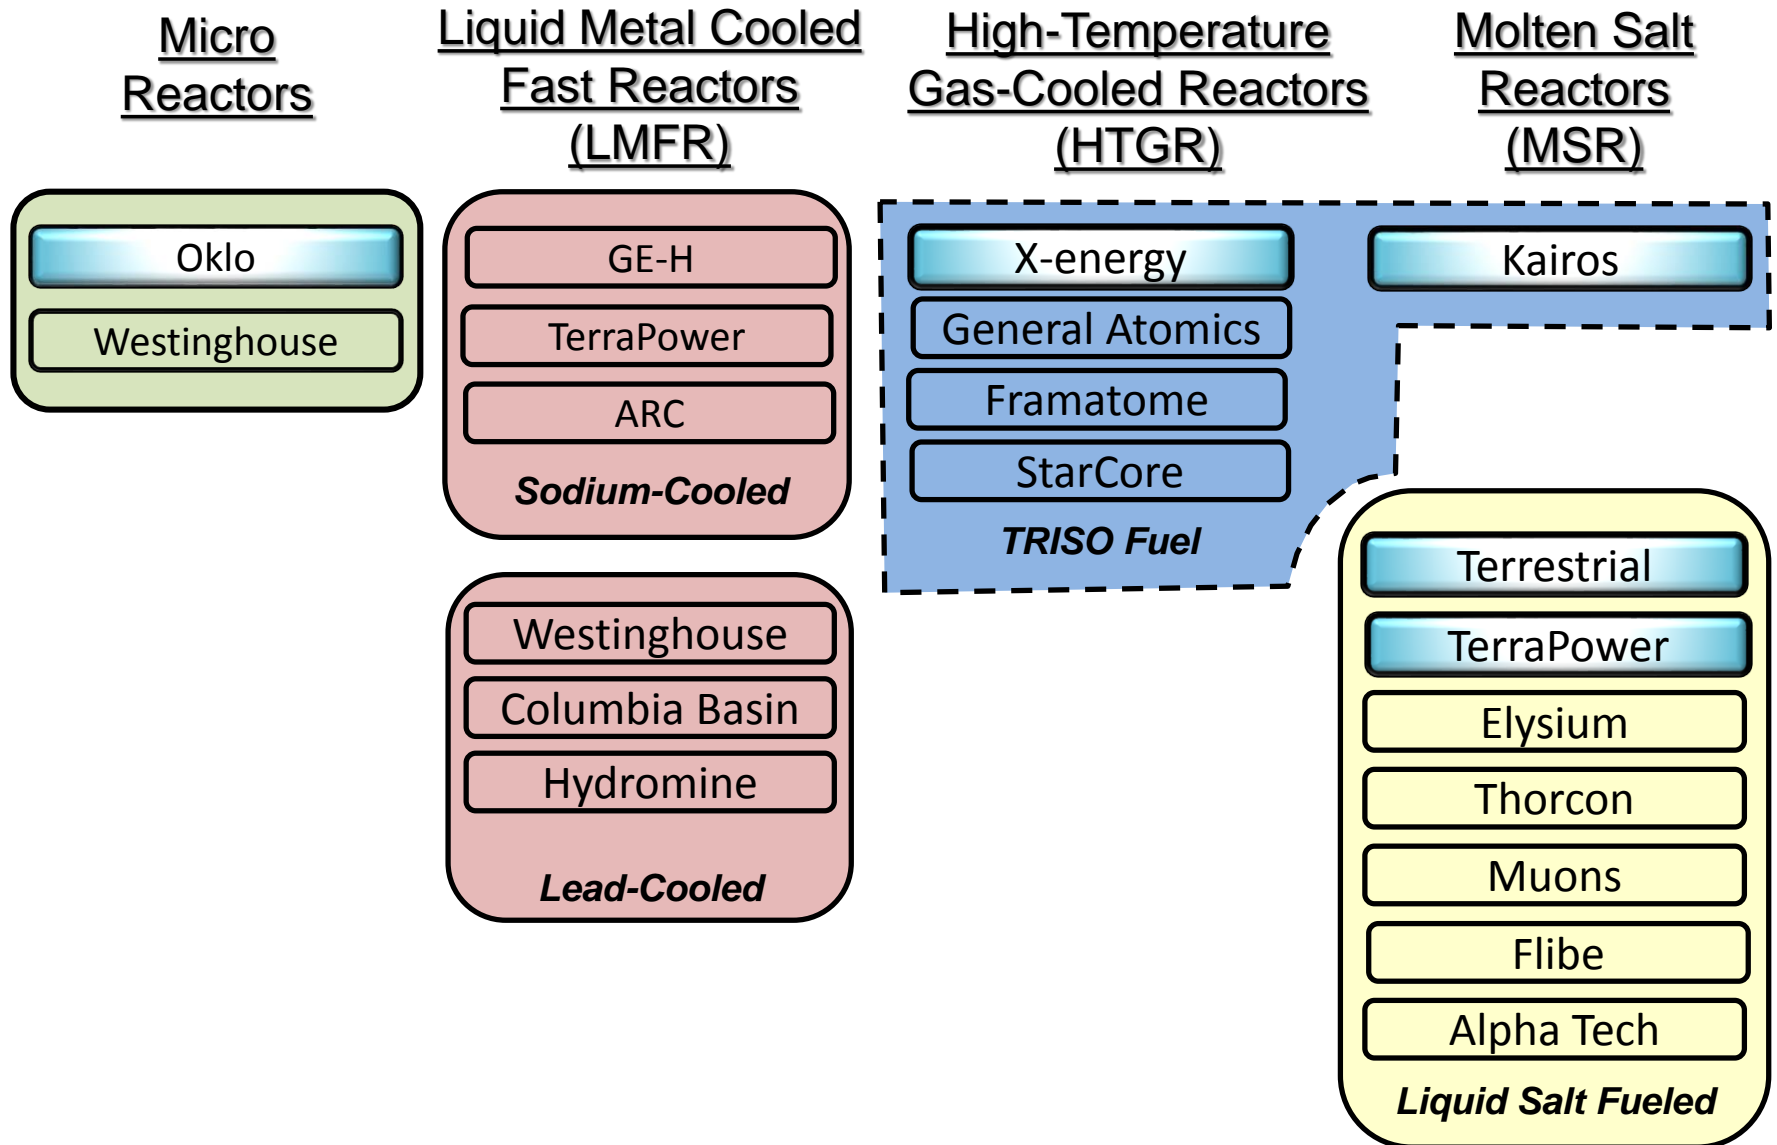 Micro
Reactors
Oklo
Westinghouse
Liquid Metal Cooled
Fast Reactors
(LMFR)
GE-H
TerraPower
ARC
Sodium-Cooled
Westinghouse
Columbia Basin
Hydromine
Lead-Cooled
High-Temperature
Gas-Cooled Reactors
(HTGR)
X-energy
General Atomics
Framatome
StarCore
TRISO Fuel
Molten Salt
Reactors
(MSR)
Kairos
Terrestrial
TerraPower
Elysium
Thorcon
Muons
Flibe
Alpha Tech
Liquid Salt Fueled